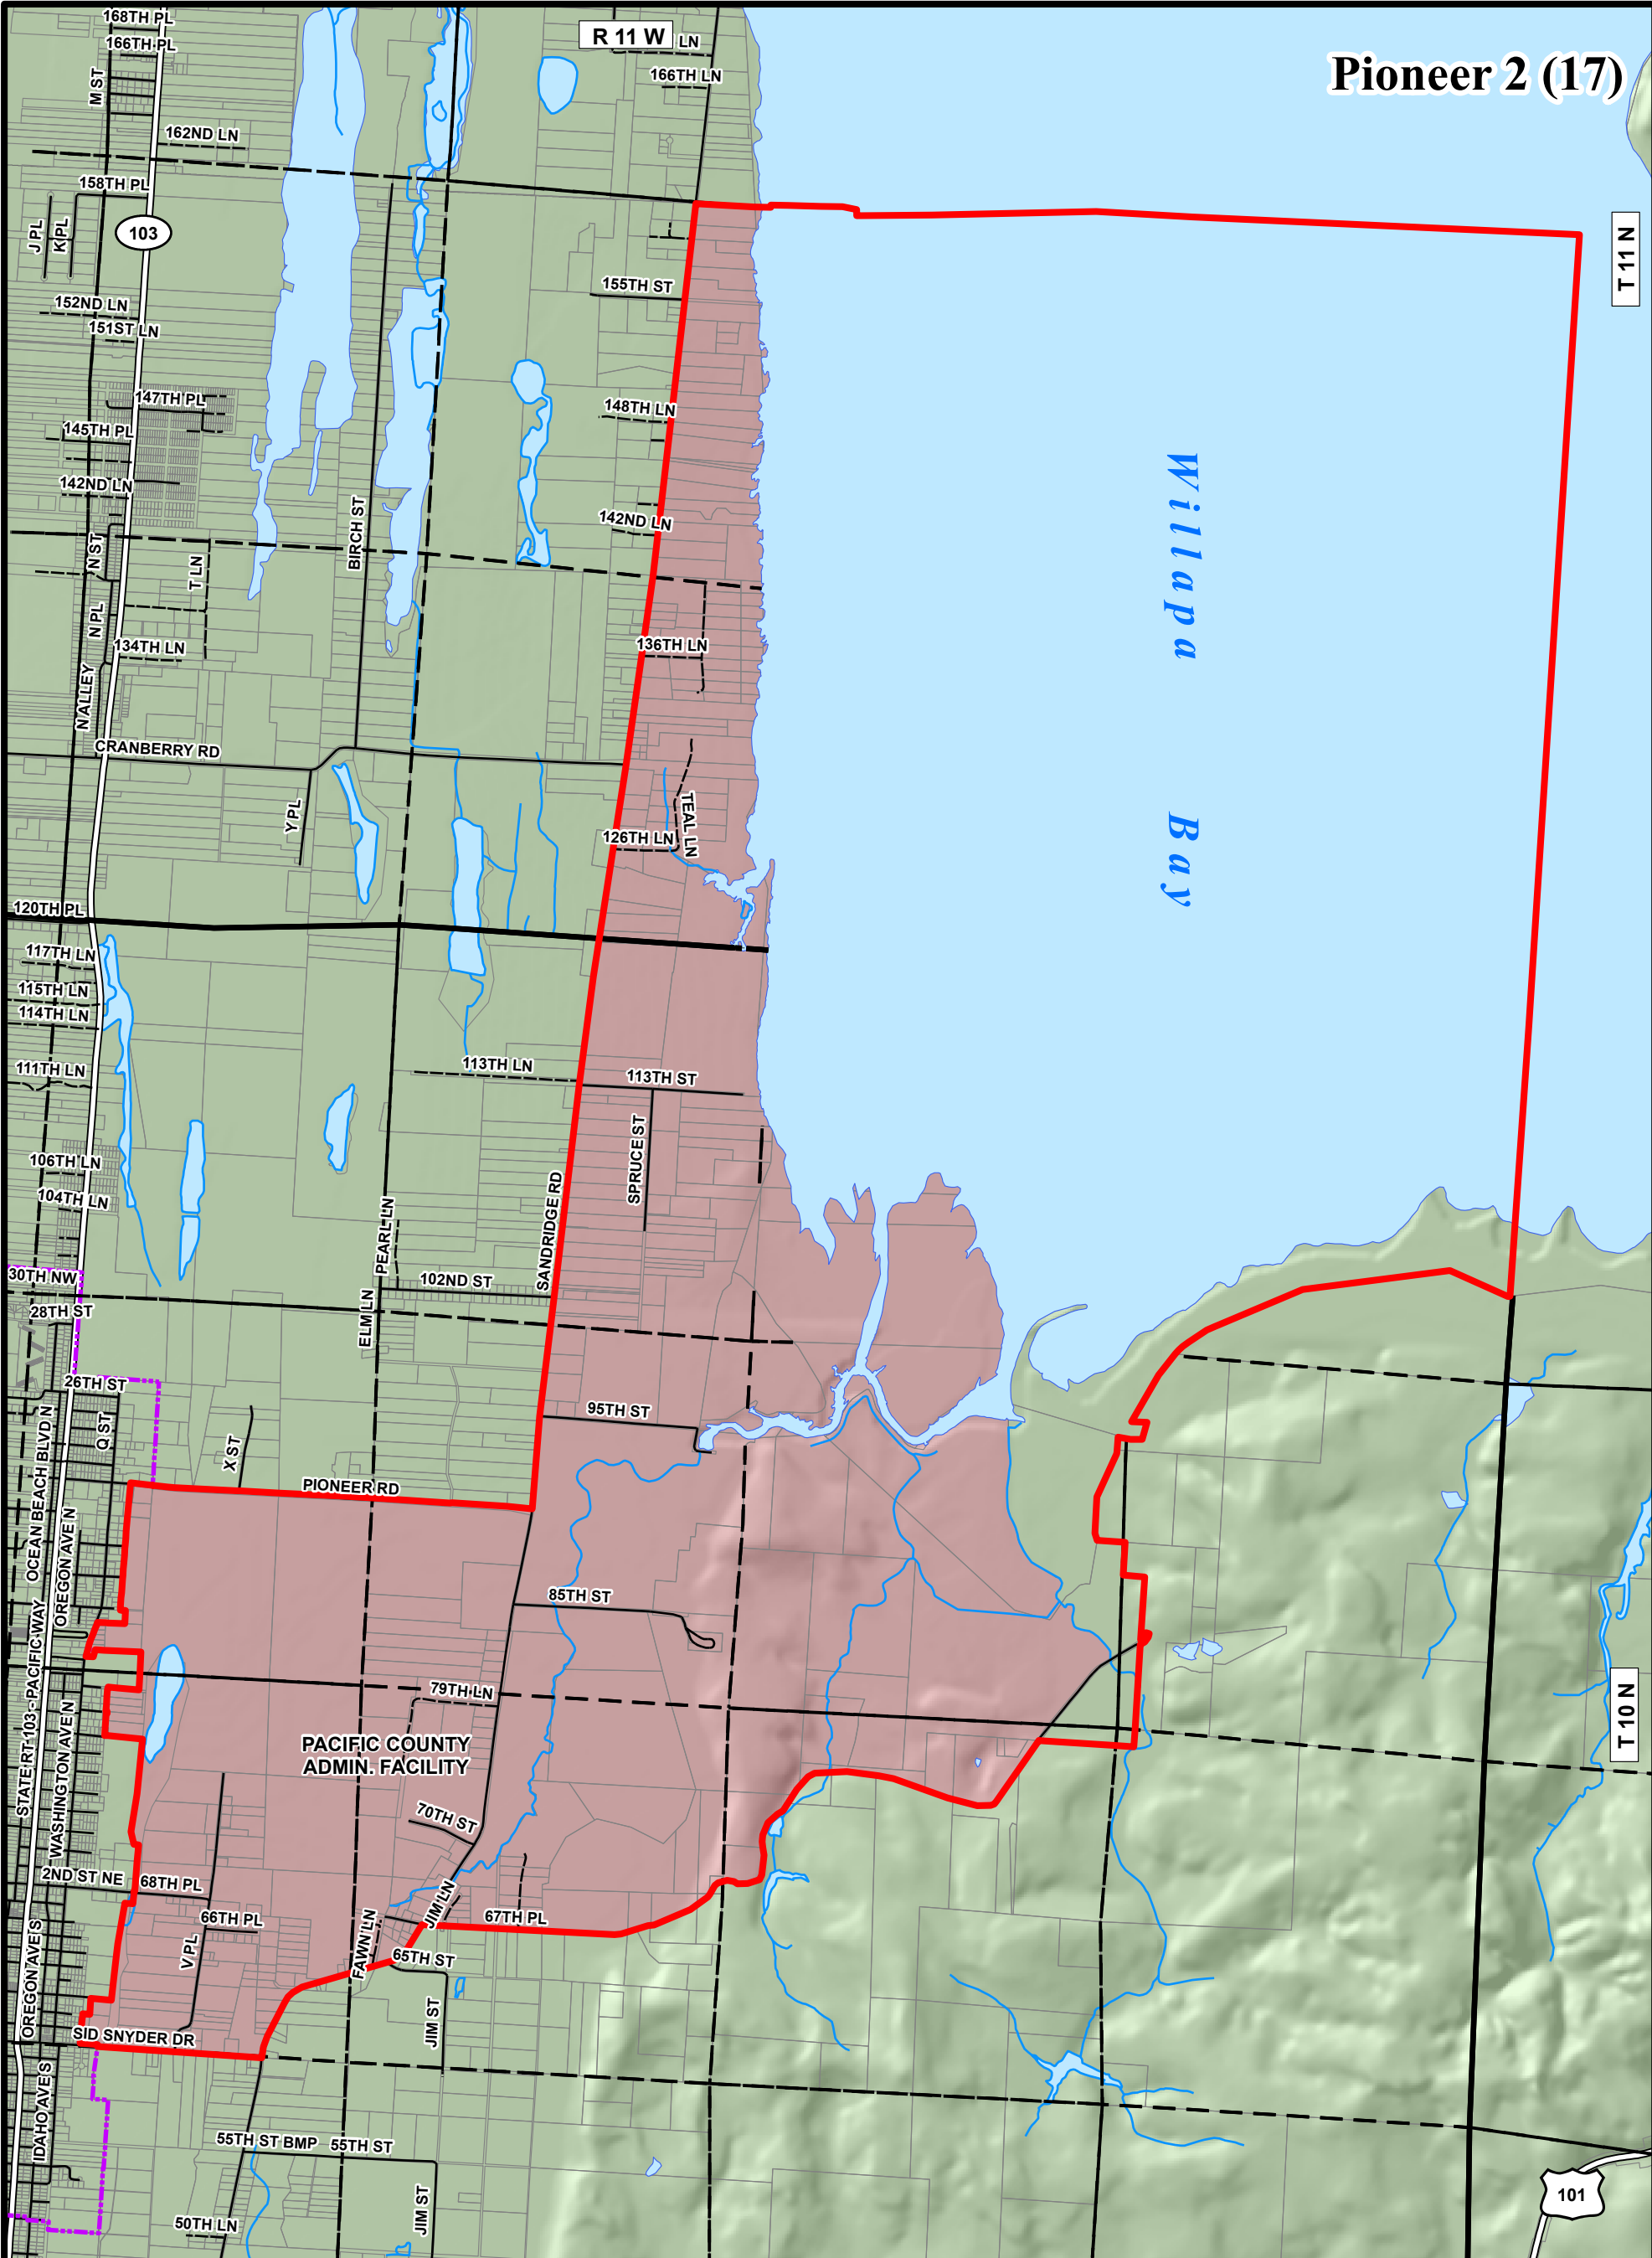 168TH PL
R 11 W
LN
166TH PL
Pioneer 2 (17)
166TH LN
M ST
162ND LN
158TH PL
J PL
K PL
103
T 11 N
155TH ST
152ND LN
151ST LN
147TH PL
148TH LN
145TH PL
142ND LN
142ND LN
BIRCH ST
N ST
T LN
Willapa
Bay
N PL
134TH LN
136TH LN
N ALLEY
CRANBERRY RD
Y PL
TEAL LN
126TH LN
120TH PL
117TH LN
115TH LN
114TH LN
111TH LN
113TH LN
113TH ST
SPRUCE ST
106TH LN
104TH LN
PEARL LN
SANDRIDGE RD
30TH NW
102ND ST
28TH ST
ELM LN
26TH ST
Q ST
95TH ST
X ST
OCEAN BEACH BLVD N
PIONEER RD
OREGON AVE N
85TH ST
STATE RT 103 - PACIFIC WAY
WASHINGTON AVE N
79TH LN
T 10 N
PACIFIC COUNTY
ADMIN. FACILITY
70TH ST
2ND ST NE
68TH PL
JIM LN
66TH PL
67TH PL
V PL
FAWN LN
65TH ST
OREGON AVE S
JIM ST
SID SNYDER DR
IDAHO AVE S
55TH ST BMP
55TH ST
101
JIM ST
50TH LN